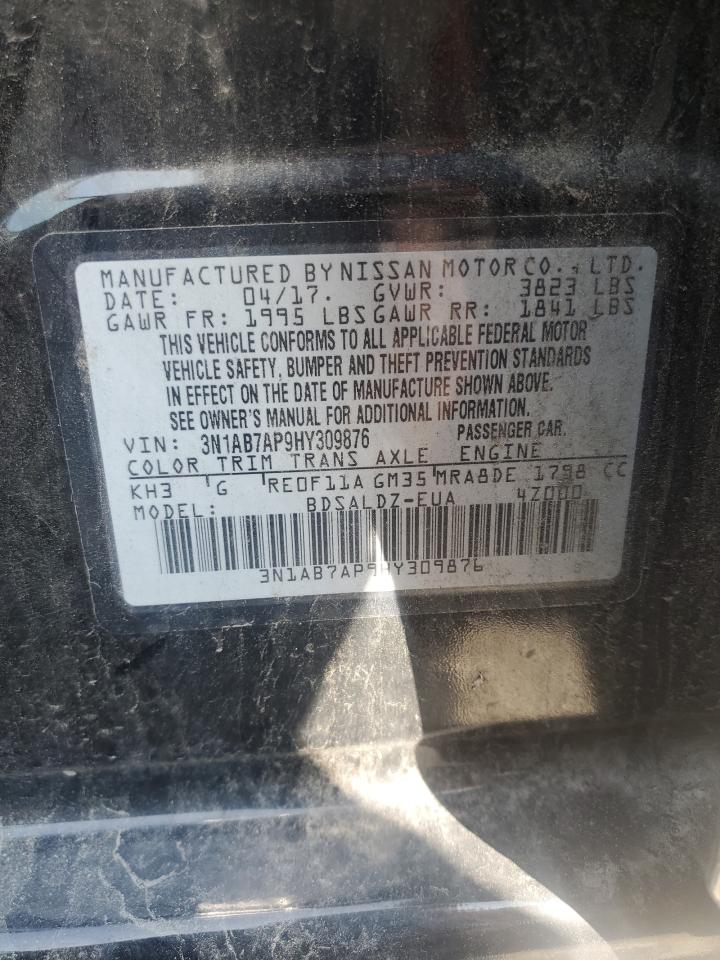 MANUFACTURED BY NISSAN MOTOR CO., LTD.
DATE: 04/17. GVWR: 3823 LBS
GAWR FR: 1995 LBS GAWR RR: 1841 LBS
THIS VEHICLE CONFORMS TO ALL APPLICABLE FEDERAL MOTOR
VEHICLE SAFETY, BUMPER AND THEFT PREVENTION STANDARDS
IN EFFECT ON THE DATE OF MANUFACTURE SHOWN ABOVE.
SEE OWNER'S MANUAL FOR ADDITIONAL INFORMATION.
VIN: 3N1AB7AP9HY309876 PASSENGER CAR.
COLOR TRIM TRANS AXLE ENGINE
KH3 G RE0F11A GM35 MRA8DE 1798 CC
MODEL: BDSALDZ-EUA 4Z000
3N1AB7AP9HY309876